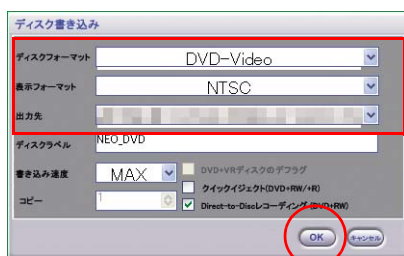 ディスク書き込み
ディスクフォーマット DVD-Video
表示フォーマット NTSC
出力先
ディスクラベル NEO_DVD
書き込み速度 MAX DVD+VRディスクのデフラグ
クイックイジェクト(DVD+RW/+R)
コピー 1 Direct-to-Discレコーディング(DVD+RW)
OK キャンセル